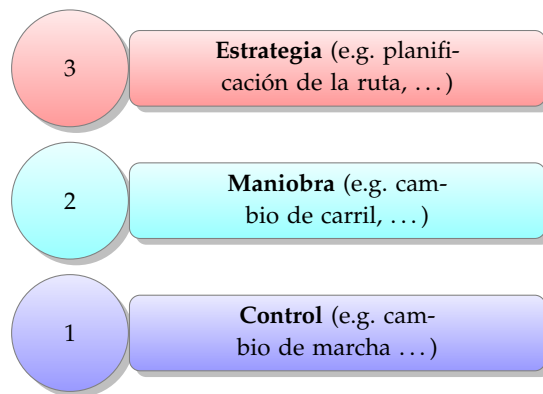 3
Estrategia (e.g. planifi-
cación de la ruta, ...)
2
Maniobra (e.g. cam-
bio de carril, ...)
1
Control (e.g. cam-
bio de marcha ...)